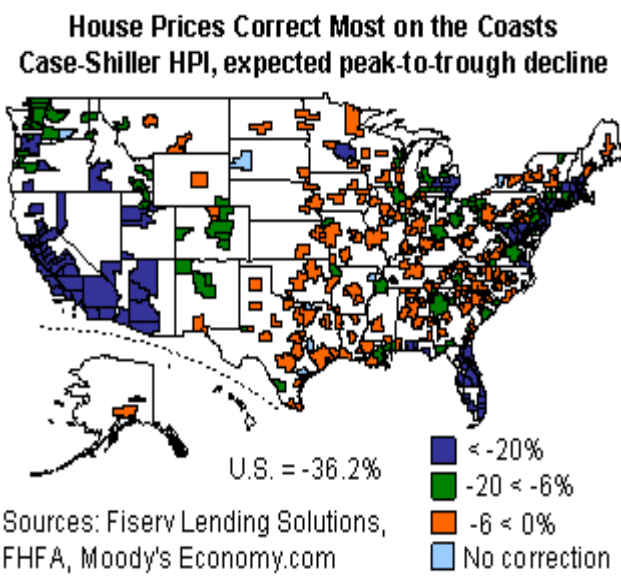 House Prices Correct Most on the Coasts
Case-Shiller HPI, expected peak-to-trough decline
U.S. = -36.2%
< -20%
-20 < -6%
-6 < 0%
No correction
Sources: Fiserv Lending Solutions,
FHFA, Moody's Economy.com